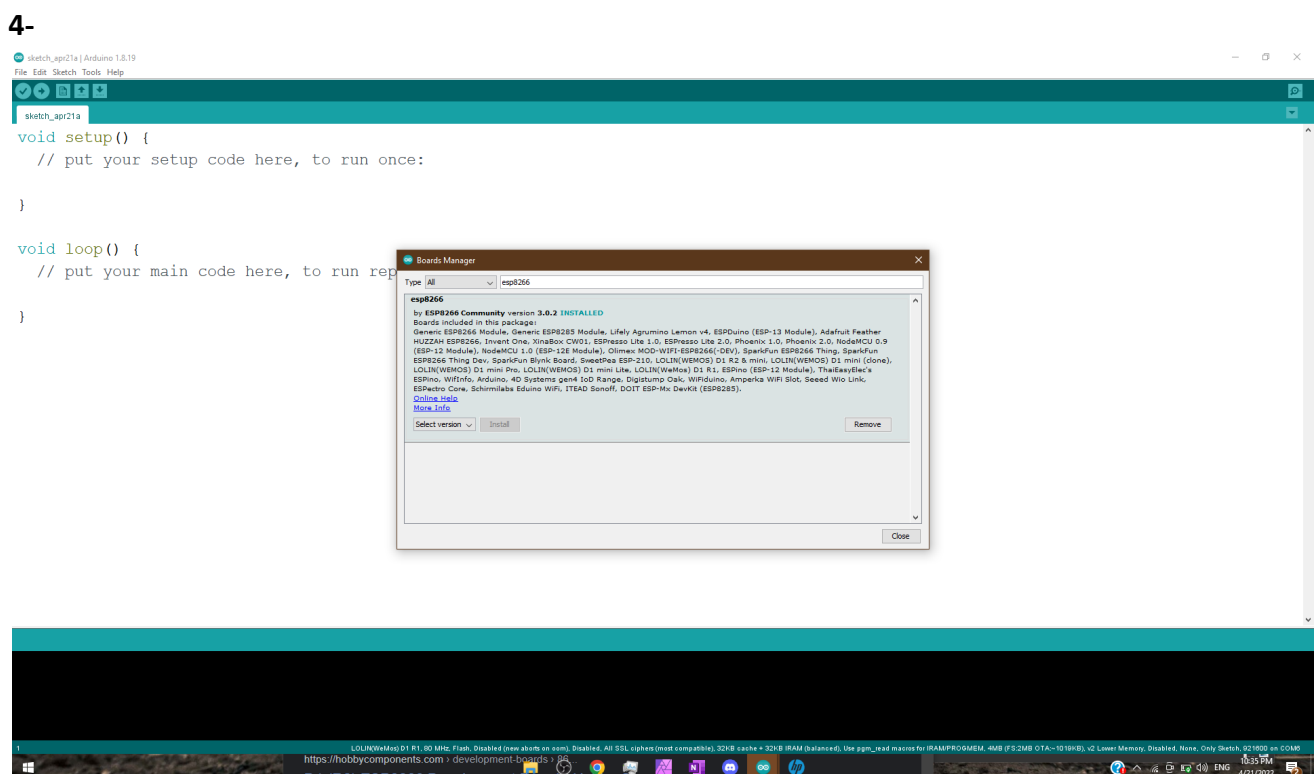 4-
sketch_apr21a | Arduino 1.8.19
File Edit Sketch Tools Help
sketch_apr21a
void setup() {
// put your setup code here, to run once:
}
void loop() {
// put your main code here, to run rep
}
Boards Manager
Type All esp8266
esp8266
by ESP8266 Community version 3.0.2 INSTALLED
Boards included in this package:
Generic ESP8266 Module, Generic ESP8285 Module, Lifely Agrumino Lemon v4, ESPDuino (ESP-13 Module), Adafruit Feather
HUZZAH ESP8266, Invent One, XinaBox CW01, ESPresso Lite 1.0, ESPresso Lite 2.0, Phoenix 1.0, Phoenix 2.0, NodeMCU 0.9
(ESP-12 Module), NodeMCU 1.0 (ESP-12E Module), Olimex MOD-WIFI-ESP8266(-DEV), SparkFun ESP8266 Thing, SparkFun
ESP8266 Thing Dev, SparkFun Blynk Board, SweetPea ESP-210, LOLIN(WEMOS) D1 R2 & mini, LOLIN(WEMOS) D1 mini (clone),
LOLIN(WEMOS) D1 mini Pro, LOLIN(WEMOS) D1 mini Lite, LOLIN(WeMos) D1 R1, ESPino (ESP-12 Module), ThaiEasyElec's
ESPino, WifInfo, Arduino, 4D Systems gen4 IoD Range, Digistump Oak, WiFiduino, Amperka WiFi Slot, Seeed Wio Link,
ESPectro Core, Schirmilabs Eduino WiFi, ITEAD Sonoff, DOIT ESP-Mx DevKit (ESP8285).
Online Help
More Info
Select version Install Remove
Close
1 LOLIN(WeMos) D1 R1, 80 MHz, Flash, Disabled (new aborts on oom), Disabled, All SSL ciphers (most compatible), 32KB cache + 32KB IRAM (balanced), Use pgm_read macros for IRAM/PROGMEM, 4MB (FS:2MB OTA:~1019KB), v2 Lower Memory, Disabled, None, Only Sketch, 921600 on COM6
https://hobbycomponents.com › development-boards › 86...
ENG 10:35 PM
4/21/2022